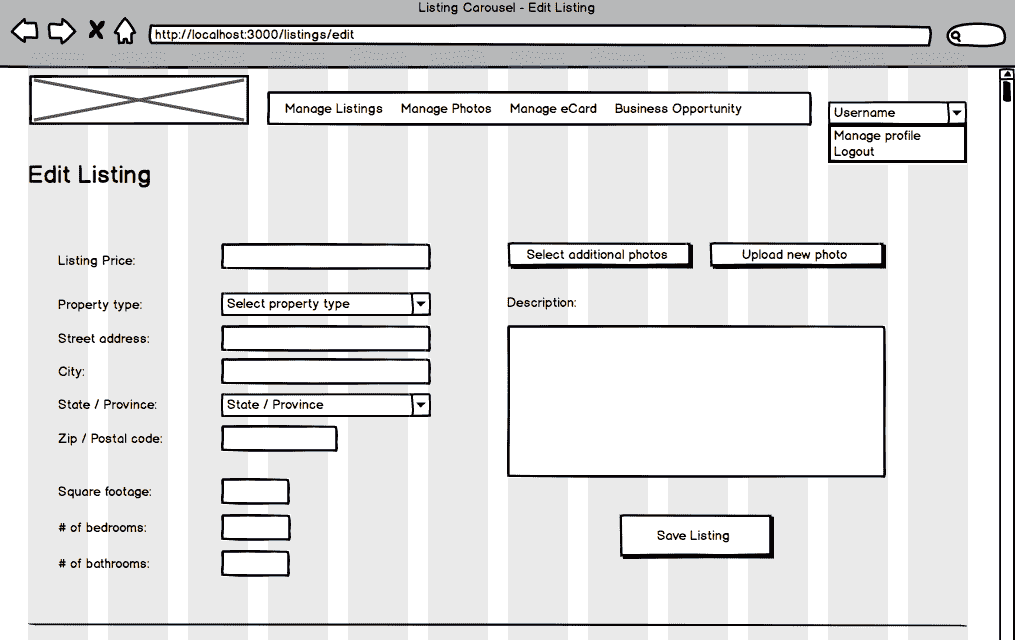 Listing Carousel - Edit Listing
http://localhost:3000/listings/edit
Manage Listings Manage Photos Manage eCard Business Opportunity
Username
Manage profile
Logout
Edit Listing
Listing Price:
Property type:
Select property type
Street address:
City:
State / Province:
State / Province
Zip / Postal code:
Square footage:
# of bedrooms:
# of bathrooms:
Select additional photos
Upload new photo
Description:
Save Listing